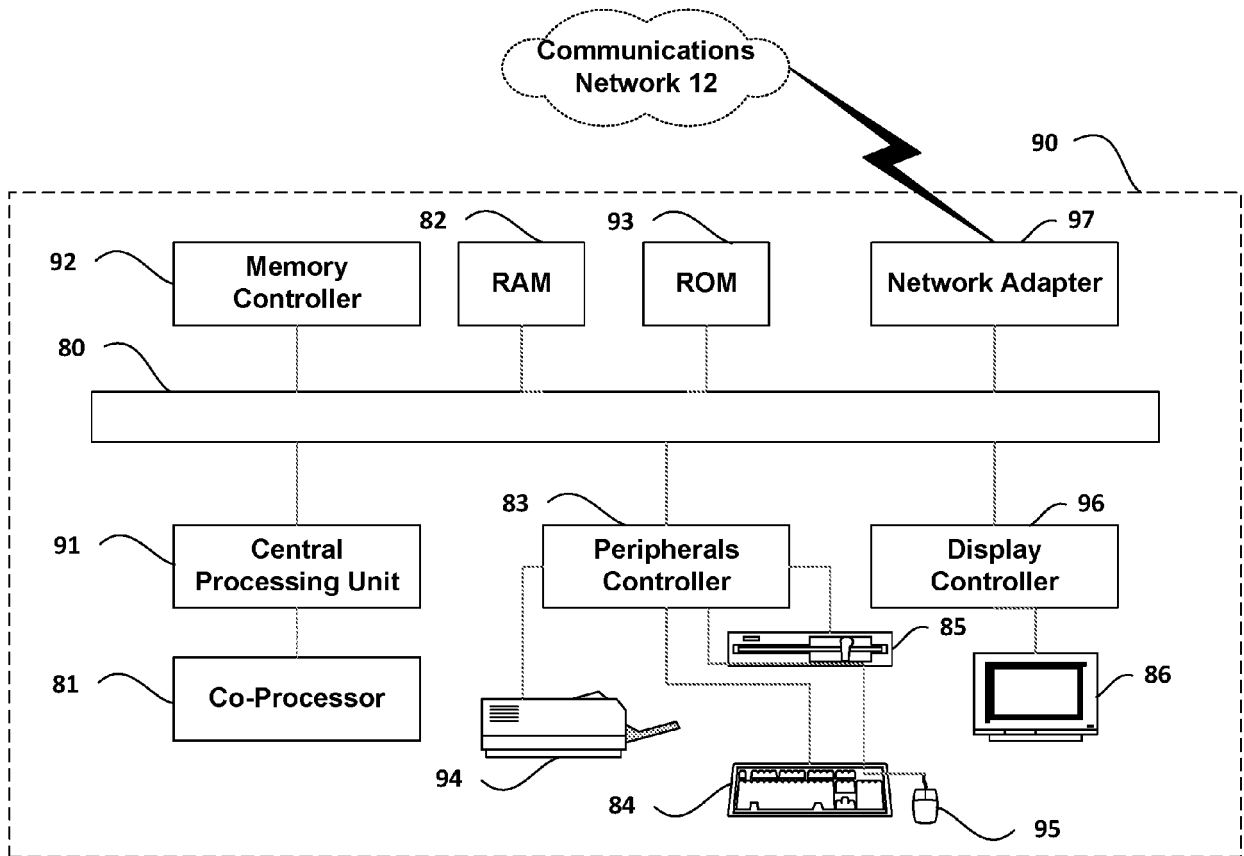 Communications
Network 12
90
82
93
97
92
Memory
Controller
RAM
ROM
Network Adapter
80
83
96
91
Central
Processing Unit
Peripherals
Controller
Display
Controller
85
81
Co-Processor
86
94
84
95